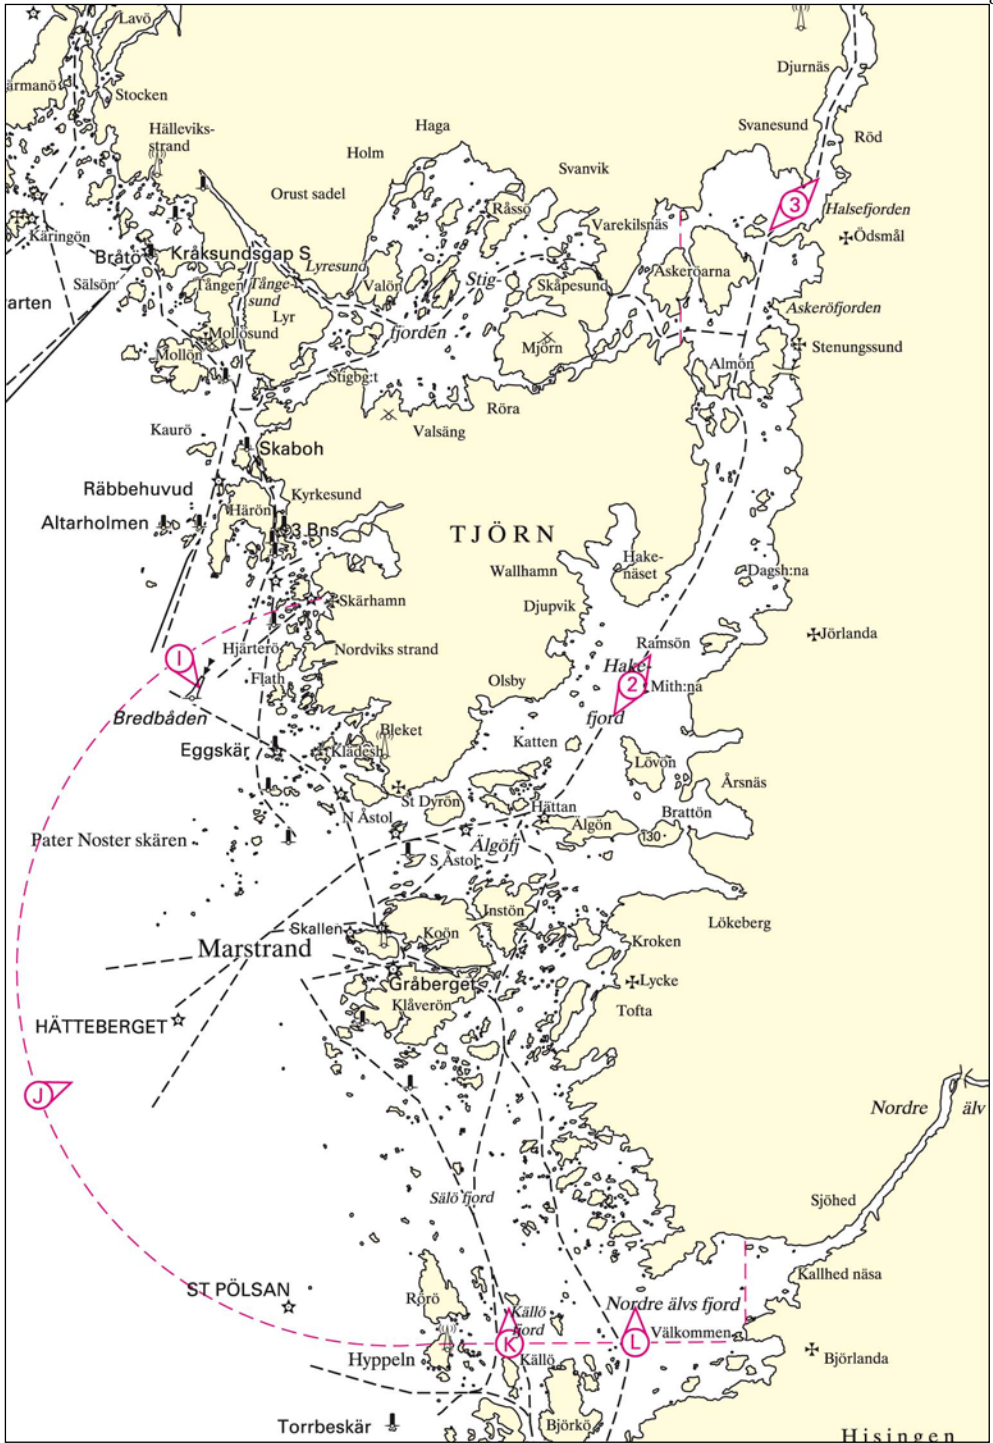 Lavö
ärmanö
Stocken
Djurnäs
Hälleviks-
strand
Haga
Svanesund
Röd
Holm
Svanvik
Orust sadel
Råssö
3
Halsefjorden
Varekilsnäs
Käringön
Ödsmål
Bråtö
Kråksundsgap S
Lyresund
Stig-
Askeröarna
Sälsön
Tången
Tånge-
sund
Valön
Skåpesund
arten
Lyr
Askeröfjorden
Mollösund
fjorden
Stenungssund
Mollön
Mjörn
Almön
Stigbg:t
Röra
Kaurö
Valsäng
Skaboh
Räbbehuvud
Kyrkesund
Härön
Altarholmen
3 Bns
TJÖRN
Wallhamn
Hake-
näset
Dagsh:na
Djupvik
Skärhamn
Jörlanda
Ramsön
Hjärterö
Nordviks strand
I
Hake-
Flath
Olsby
2
Mith:na
Bredbåden
fjord
Bleket
Eggskär
Klädesh
Katten
Lövön
Årsnäs
St Dyrön
Hättan
Brattön
N Åstol
Älgön
Pater Noster skären
130
Älgöfj
S Åstol
Instön
Lökeberg
Skallen
Koön
Kroken
Marstrand
Gråberget
Lycke
Klåverön
Tofta
HÄTTEBERGET
J
Nordre älv
Sälö fjord
Sjöhed
Kallhed näsa
ST PÖLSAN
Rörö
Källö
fjord
Nordre älvs fjord
Välkommen
K
L
Hyppeln
Källö
Björlanda
Torrbeskär
Björkö
Hisingen